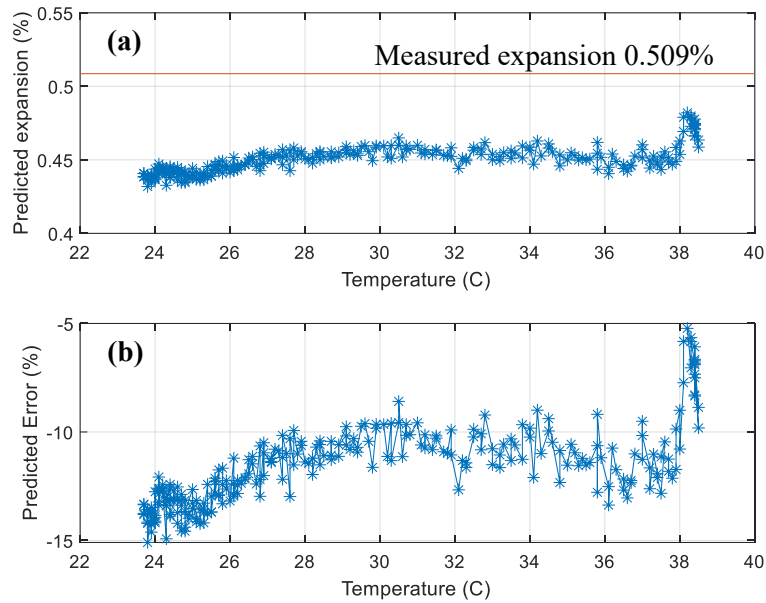 0.55
(a)
Measured expansion 0.509%
0.5
0.45
0.4
Predicted expansion (%)
22 24 26 28 30 32 34 36 38 40
Temperature (C)
-5
(b)
-10
-15
Predicted Error (%)
22 24 26 28 30 32 34 36 38 40
Temperature (C)